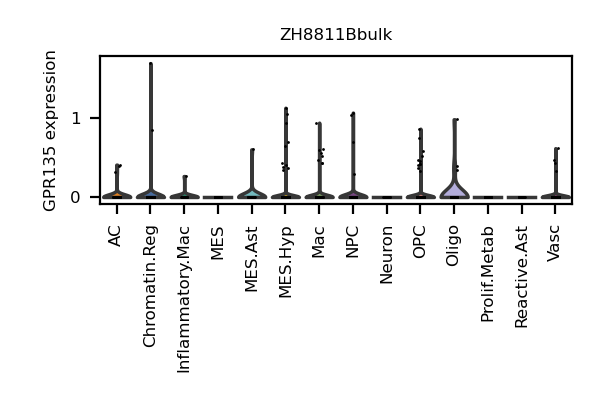 ZH8811Bbulk
GPR135 expression
1
0
AC
Chromatin.Reg
Inflammatory.Mac
MES
MES.Ast
MES.Hyp
Mac
NPC
Neuron
OPC
Oligo
Prolif.Metab
Reactive.Ast
Vasc